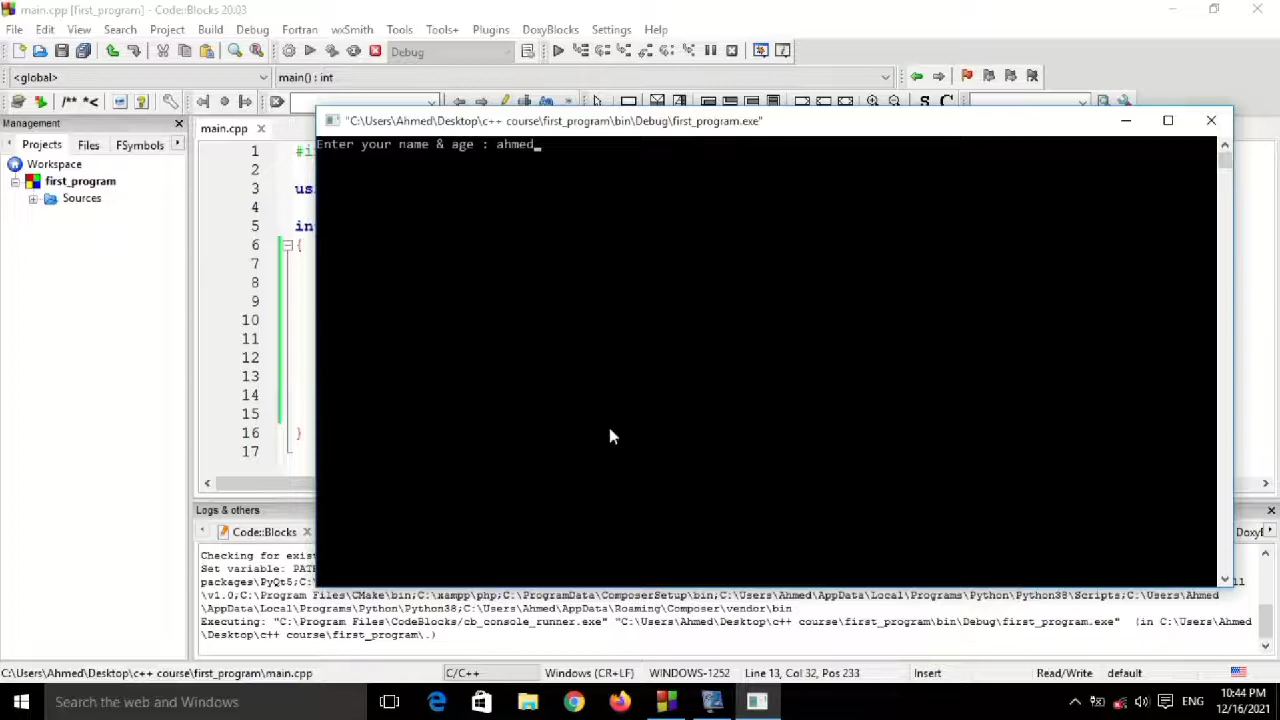 main.cpp [first_program] - Code::Blocks 20.03
File Edit View Search Project Build Debug Fortran wxSmith Tools Tools+ Plugins DoxyBlocks Settings Help
Debug
<global> main() : int
/** *< S C
Management
main.cpp
"C:\Users\Ahmed\Desktop\c++ course\first_program\bin\Debug\first_program.exe"
Projects Files FSymbols
Enter your name & age : ahmed_
Workspace
first_program
Sources
1 #i
2
3 us
4
5 in
6 {
7
8
9
10
11
12
13
14
15
16 }
17
Logs & others
Code::Blocks
Checking for exis
Set variable: PAT
packages\PyQt5;C:\
\v1.0;C:\Program Files\CMake\bin;C:\xampp\php;C:\ProgramData\ComposerSetup\bin;C:\Users\Ahmed\AppData\Local\Programs\Python\Python38\Scripts;C:\Users
\AppData\Local\Programs\Python\Python38;C:\Users\Ahmed\AppData\Roaming\Composer\vendor\bin
Executing: "C:\Program Files\CodeBlocks/cb_console_runner.exe" "C:\Users\Ahmed\Desktop\c++ course\first_program\bin\Debug\first_program.exe" (in C:\Users\Ahmed
\Desktop\c++ course\first_program\.)
C:\Users\Ahmed\Desktop\c++ course\first_program\main.cpp C/C++ Windows (CR+LF) WINDOWS-1252 Line 13, Col 32, Pos 233 Insert Read/Write default
Search the web and Windows
ENG
10:44 PM
12/16/2021